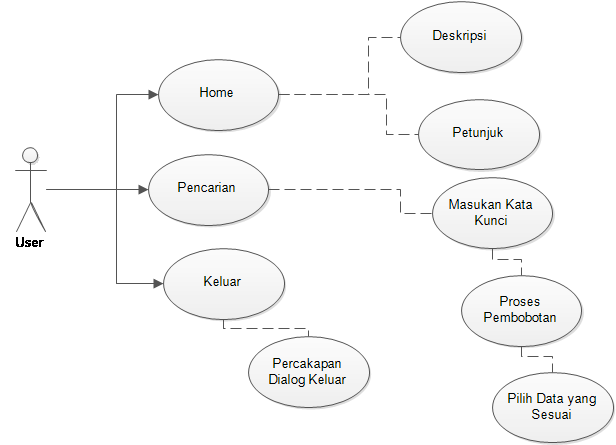 Deskripsi
Home
Petunjuk
Pencarian
Masukan Kata
Kunci
User
Keluar
Proses
Pembobotan
Percakapan
Dialog Keluar
Pilih Data yang
Sesuai